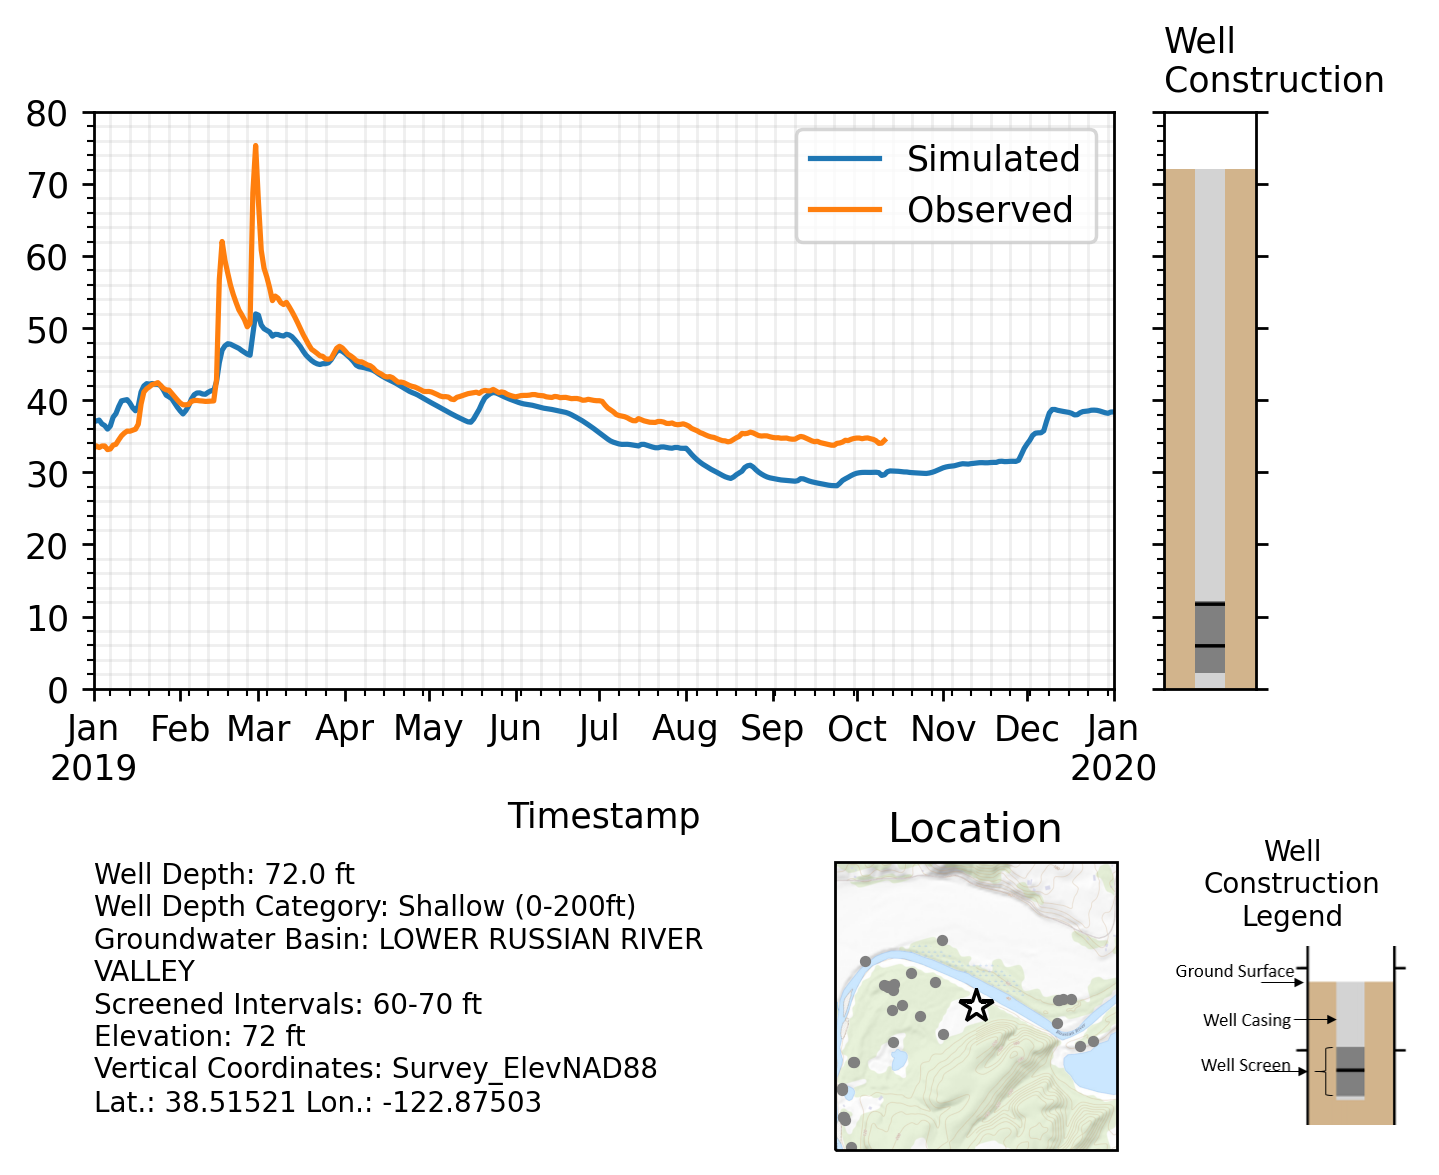 Well
Construction
80
70
60
50
40
30
20
10
0
Simulated
Observed
Jan Feb Mar Apr May Jun Jul Aug Sep Oct Nov Dec Jan
2019 2020
Timestamp
Well Depth: 72.0 ft
Well Depth Category: Shallow (0-200ft)
Groundwater Basin: LOWER RUSSIAN RIVER
VALLEY
Screened Intervals: 60-70 ft
Elevation: 72 ft
Vertical Coordinates: Survey_ElevNAD88
Lat.: 38.51521 Lon.: -122.87503
Location
Well
Construction
Legend
Ground Surface
Well Casing
Well Screen